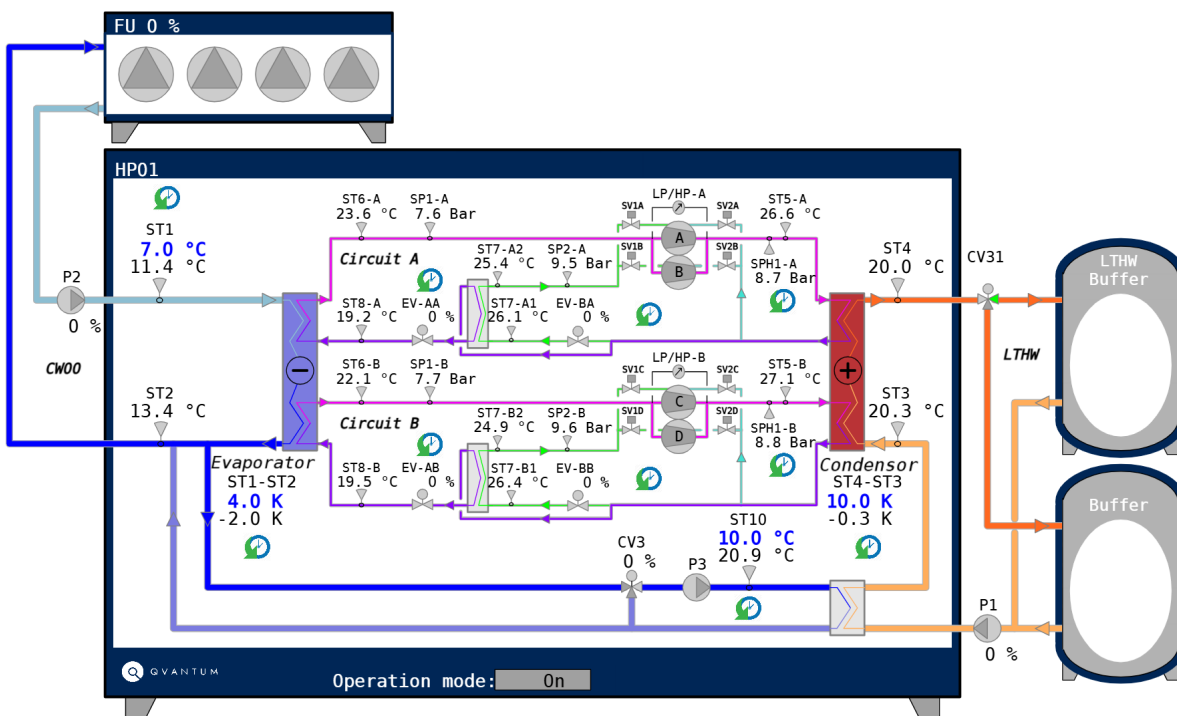 FU 0 %
HP01
ST1
7.0 °C
11.4 °C
P2
0 %
CW00
ST2
13.4 °C
ST6-A
23.6 °C
SP1-A
7.6 Bar
Circuit A
ST7-A2
25.4 °C
SP2-A
9.5 Bar
SV1A
SV1B
LP/HP-A
A
B
SV2A
SV2B
ST5-A
26.6 °C
SPH1-A
8.7 Bar
ST8-A
19.2 °C
EV-AA
0 %
ST7-A1
26.1 °C
EV-BA
0 %
ST6-B
22.1 °C
SP1-B
7.7 Bar
Circuit B
ST7-B2
24.9 °C
SP2-B
9.6 Bar
SV1C
SV1D
LP/HP-B
C
D
SV2C
SV2D
ST5-B
27.1 °C
SPH1-B
8.8 Bar
ST8-B
19.5 °C
EV-AB
0 %
ST7-B1
26.4 °C
EV-BB
0 %
Evaporator
ST1-ST2
4.0 K
-2.0 K
Condensor
ST4-ST3
10.0 K
-0.3 K
ST4
20.0 °C
CV31
LTHW
Buffer
LTHW
ST3
20.3 °C
Buffer
CV3
0 %
P3
ST10
10.0 °C
20.9 °C
P1
0 %
QVANTUM
Operation mode: On